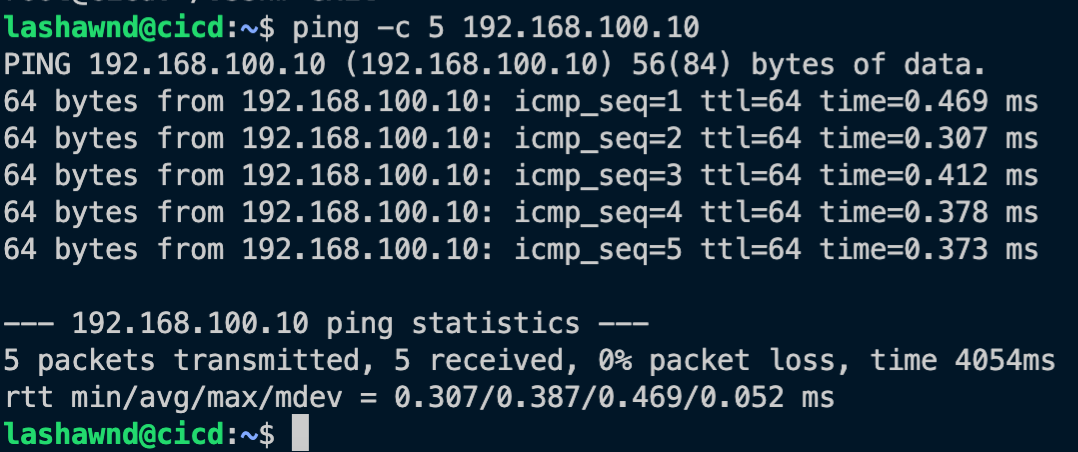 lashawnd@cicd:~$ ping -c 5 192.168.100.10
PING 192.168.100.10 (192.168.100.10) 56(84) bytes of data.
64 bytes from 192.168.100.10: icmp_seq=1 ttl=64 time=0.469 ms
64 bytes from 192.168.100.10: icmp_seq=2 ttl=64 time=0.307 ms
64 bytes from 192.168.100.10: icmp_seq=3 ttl=64 time=0.412 ms
64 bytes from 192.168.100.10: icmp_seq=4 ttl=64 time=0.378 ms
64 bytes from 192.168.100.10: icmp_seq=5 ttl=64 time=0.373 ms

--- 192.168.100.10 ping statistics ---
5 packets transmitted, 5 received, 0% packet loss, time 4054ms
rtt min/avg/max/mdev = 0.307/0.387/0.469/0.052 ms
lashawnd@cicd:~$